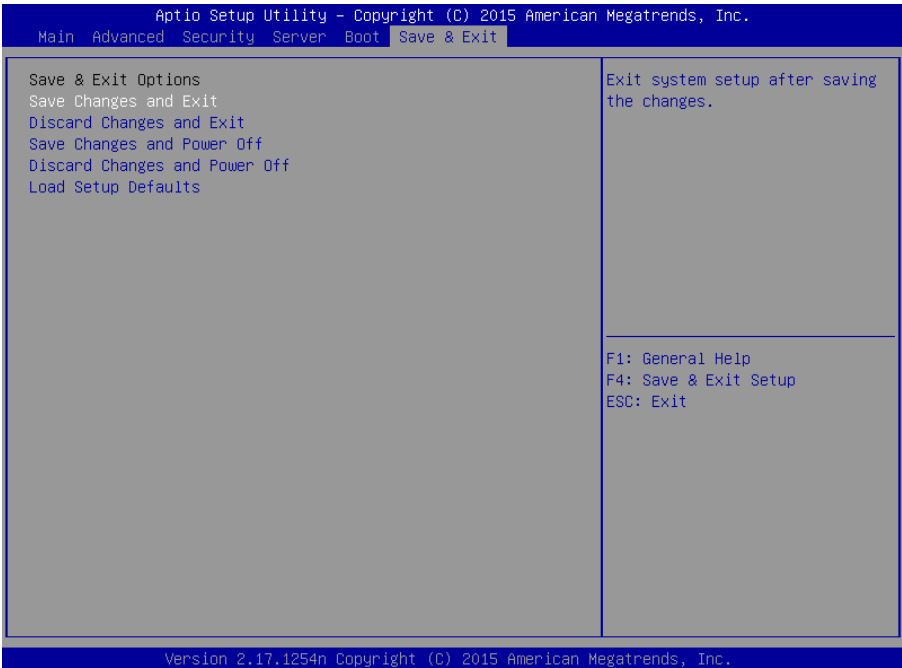 Aptio Setup Utility – Copyright (C) 2015 American Megatrends, Inc.
Main Advanced Security Server Boot Save & Exit
Save & Exit Options
Save Changes and Exit
Discard Changes and Exit
Save Changes and Power Off
Discard Changes and Power Off
Load Setup Defaults
Exit system setup after saving
the changes.
F1: General Help
F4: Save & Exit Setup
ESC: Exit
Version 2.17.1254n Copyright (C) 2015 American Megatrends, Inc.